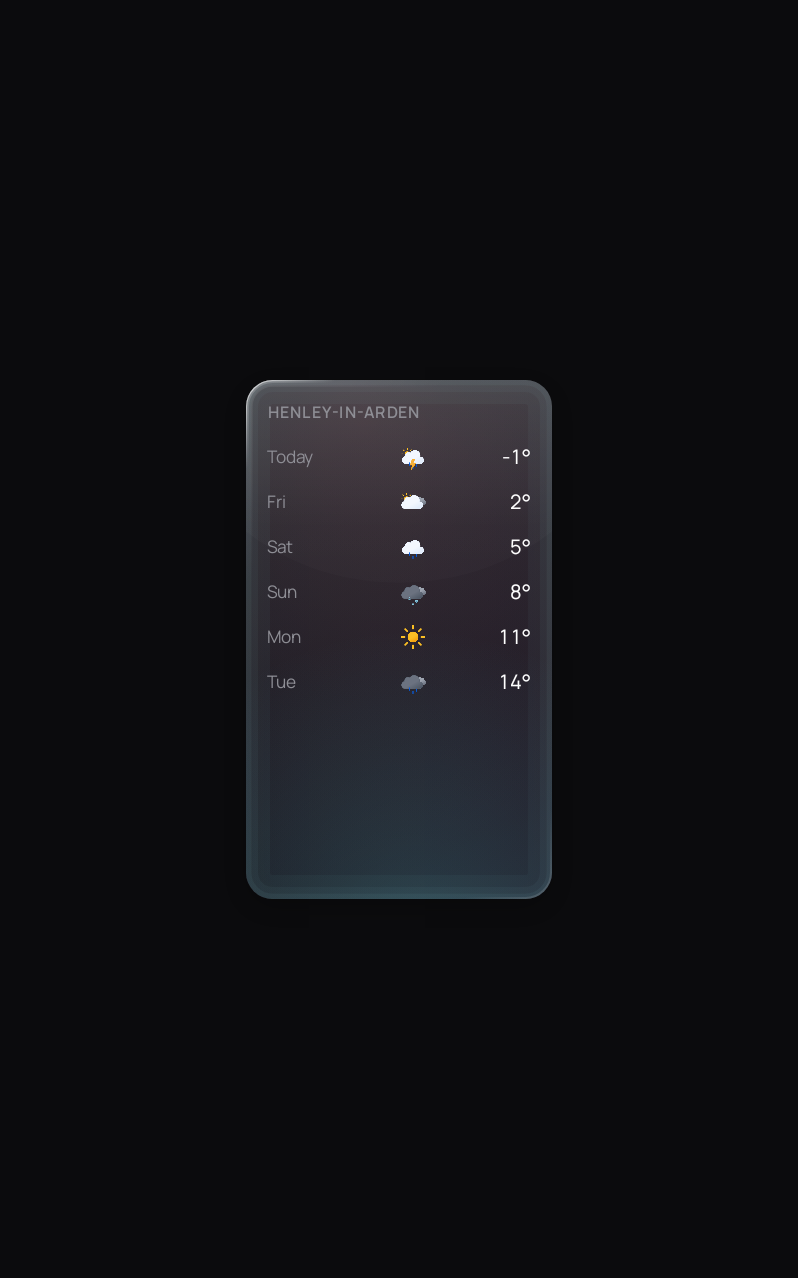 HENLEY-IN-ARDEN
Today -1°
Fri 2°
Sat 5°
Sun 8°
Mon 11°
Tue 14°